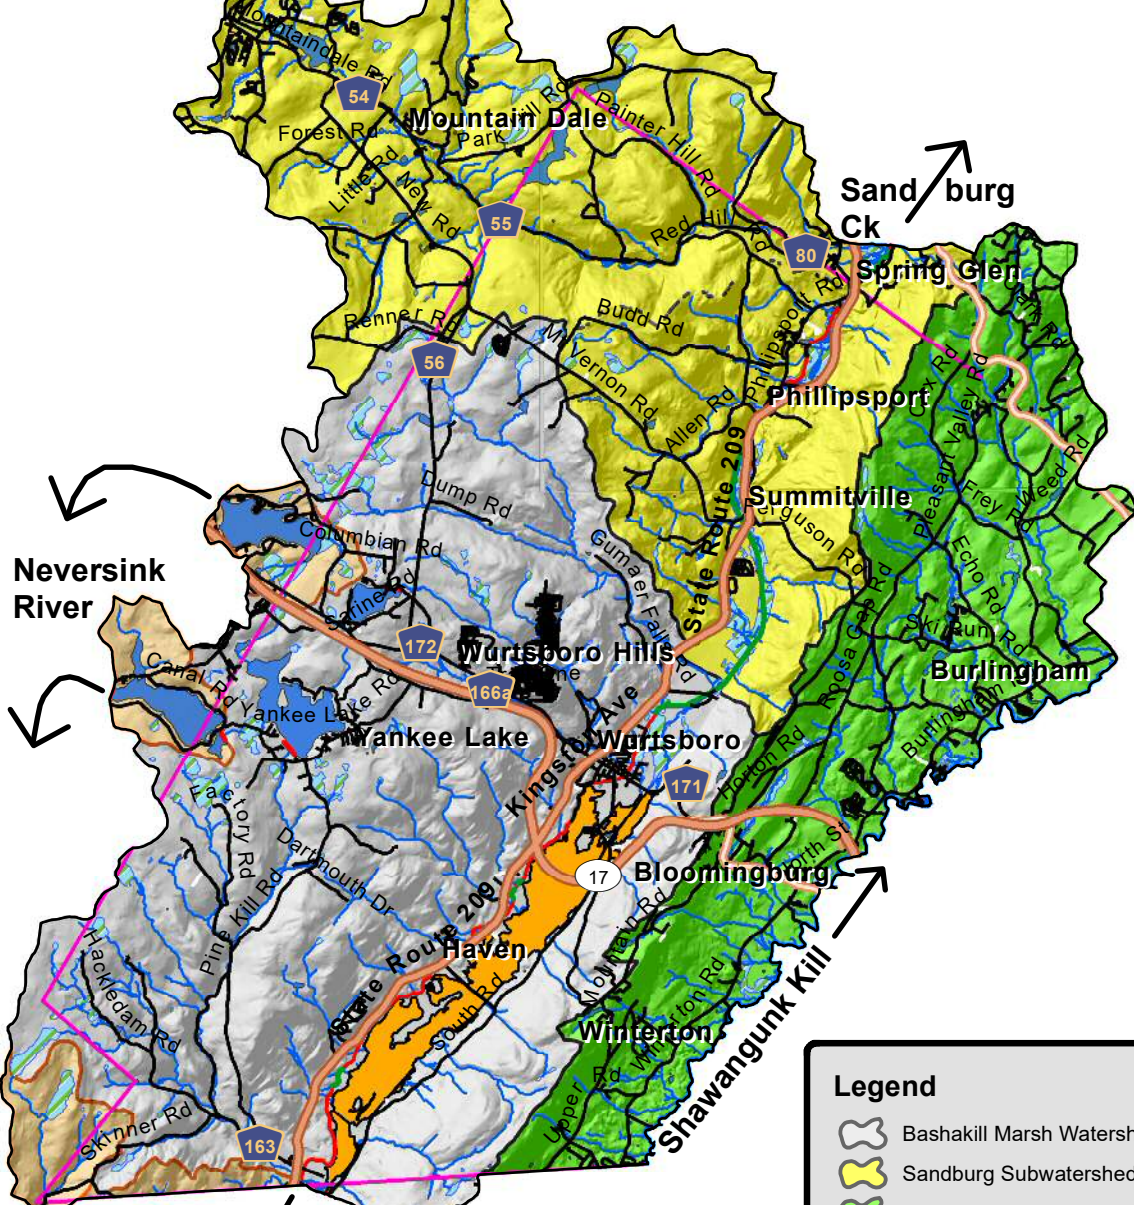 Mountaindale Rd
54
Mountain Dale
Forest Rd
Park Hill Rd
Painter Hill Rd
Little Rd
New Rd
55
Red Hill Rd
80
Sand burg
Ck
Spring Glen
Renner Rd
56
Budd Rd
Mt Vernon Rd
Phillipsport Rd
Phillipsport
Allen Rd
Cox Rd
Pleasant Valley Rd
State Route 209
Summitville
Ferguson Rd
Frey Rd
Weed Rd
Dump Rd
Columbian Rd
Gumaer Falls Rd
Echo Rd
Neversink
River
172
Wurtsboro Hills
166a
Roosa Gap Rd
Ski Run Rd
Burlingham
Canal Rd
Yankee Lake Rd
Yankee Lake
Kingston Ave
Wurtsboro
171
Horton Rd
Factory Rd
Dartmouth Dr
Pine Kill Rd
17
Bloomingburg
North St
State Route 209
Haven
Mountain Rd
Hackledam Rd
South Rd
Winterton
Winterton Rd
Upper Rd
Shawangunk Kill
Skinner Rd
163
Legend
Bashakill Marsh Watersh
Sandburg Subwatershed